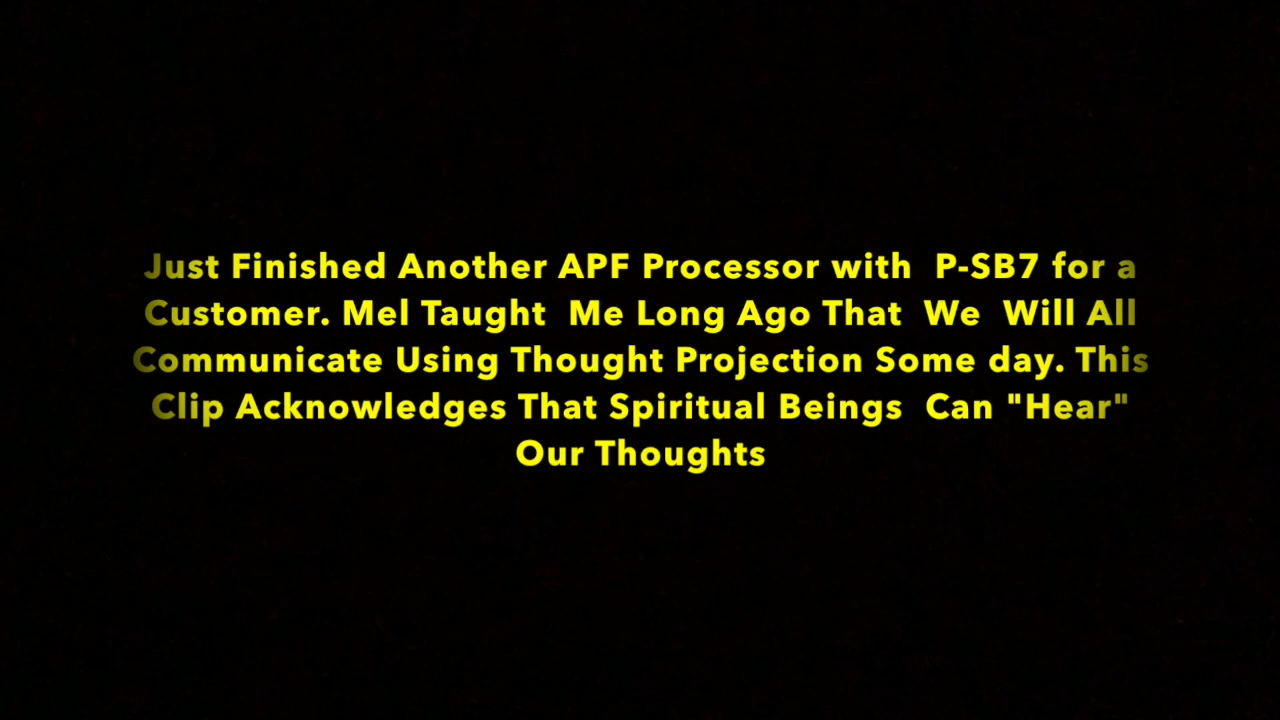 Just Finished Another APF Processor with  P-SB7 for a
Customer. Mel Taught  Me Long Ago That  We  Will All
Communicate Using Thought Projection Some day. This
Clip Acknowledges That Spiritual Beings  Can "Hear"
Our Thoughts